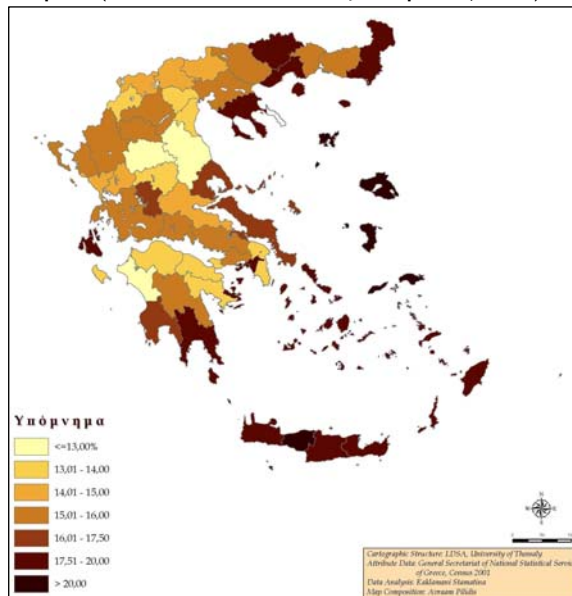 Υπόμνημα
<=13,00%
13,01 - 14,00
14,01 - 15,00
15,01 - 16,00
16,01 - 17,50
17,51 - 20,00
> 20,00
N
Cartographic Structure: LDSA, University of Thessaly
Attribute Data: General Secretariat of National Statistical Service
of Greece, Census 2001
Data Analysis: Kaklamani Stamatina
Map Composition: Avraam Pilidis